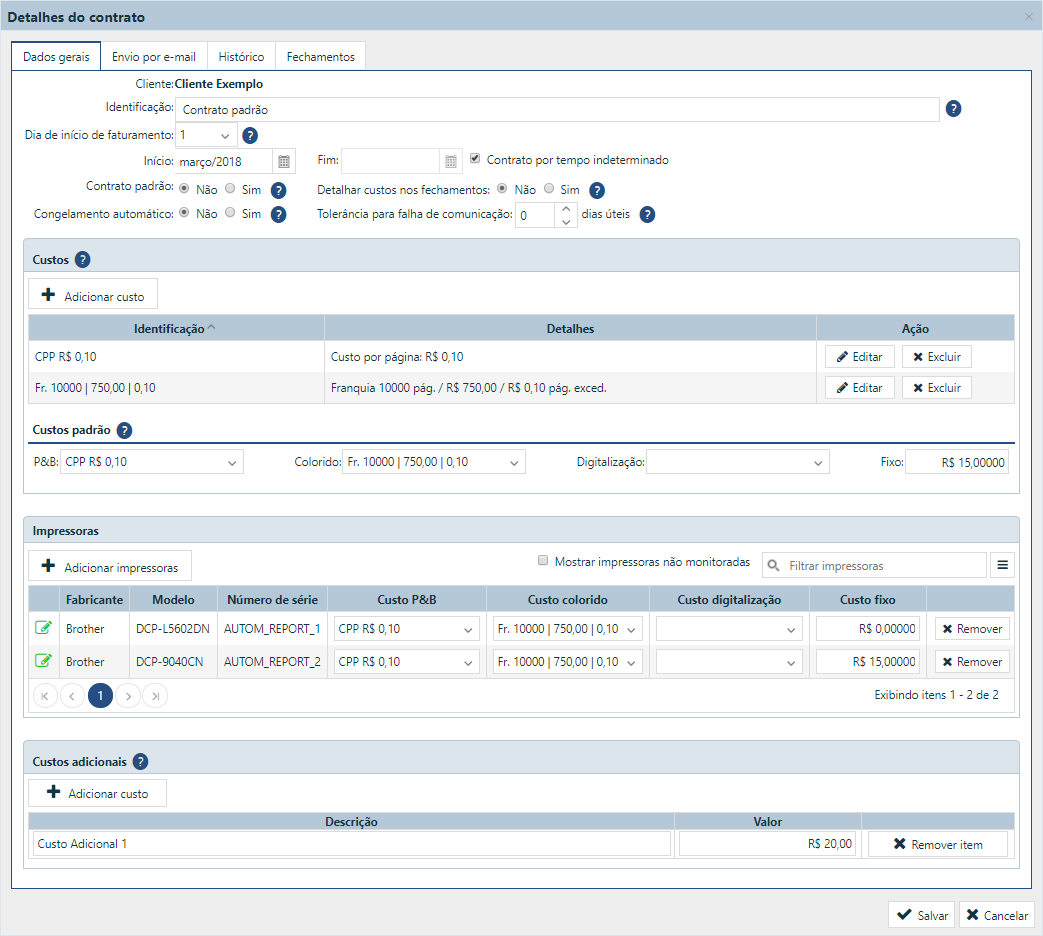 Detalhes do contrato
Dados gerais Envio por e-mail Histórico Fechamentos
Cliente: Cliente Exemplo
Identificação: Contrato padrão ?
Dia de início de faturamento: 1 ?
Início: março/2018 Fim: Contrato por tempo indeterminado
Contrato padrão: Não Sim ? Detalhar custos nos fechamentos: Não Sim ?
Congelamento automático: Não Sim ? Tolerância para falha de comunicação: 0 dias úteis ?
Custos ?
Adicionar custo
Identificação Detalhes Ação
CPP R$ 0,10 Custo por página: R$ 0,10 Editar Excluir
Fr. 10000 | 750,00 | 0,10 Franquia 10000 pág. / R$ 750,00 / R$ 0,10 pág. exced. Editar Excluir
Custos padrão ?
P&B: CPP R$ 0,10 Colorido: Fr. 10000 | 750,00 | 0,10 Digitalização: Fixo: R$ 15,00000
Impressoras
Adicionar impressoras Mostrar impressoras não monitoradas Filtrar impressoras
Fabricante Modelo Número de série Custo P&B Custo colorido Custo digitalização Custo fixo
Brother DCP-L5602DN AUTOM_REPORT_1 CPP R$ 0,10 Fr. 10000 | 750,00 | 0,10 R$ 0,00000 Remover
Brother DCP-9040CN AUTOM_REPORT_2 CPP R$ 0,10 Fr. 10000 | 750,00 | 0,10 R$ 15,00000 Remover
1 Exibindo itens 1 - 2 de 2
Custos adicionais ?
Adicionar custo
Descrição Valor
Custo Adicional 1 R$ 20,00 Remover item
Salvar Cancelar